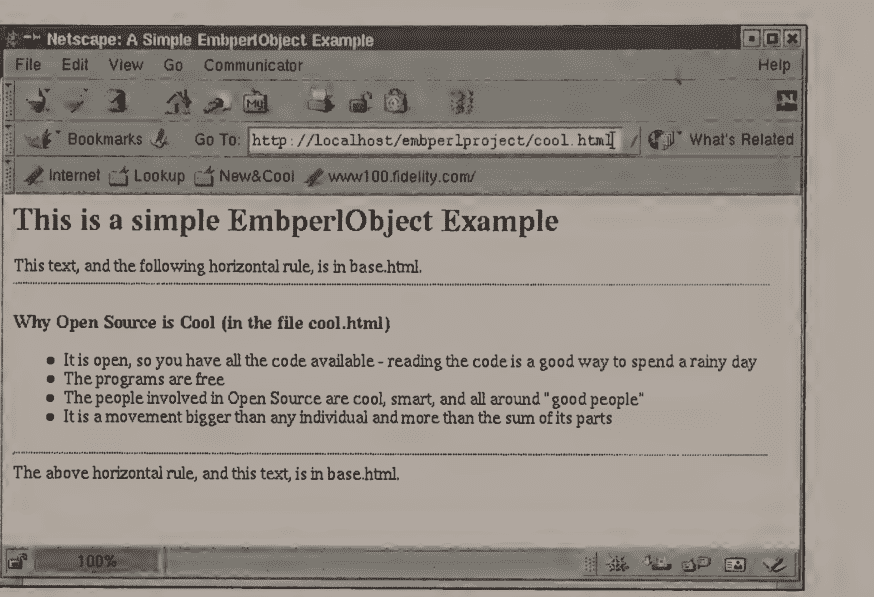 Netscape: A Simple EmbperlObject Example
File Edit View Go Communicator Help
My N
Bookmarks Go To: http://localhost/embperlproject/cool.html What's Related
Internet Lookup New&Cool www100.fidelity.com/
This is a simple EmbperlObject Example
This text, and the following horizontal rule, is in base.html.
Why Open Source is Cool (in the file cool.html)
• It is open, so you have all the code available - reading the code is a good way to spend a rainy day
• The programs are free
• The people involved in Open Source are cool, smart, and all around "good people"
• It is a movement bigger than any individual and more than the sum of its parts
The above horizontal rule, and this text, is in base.html.
100%